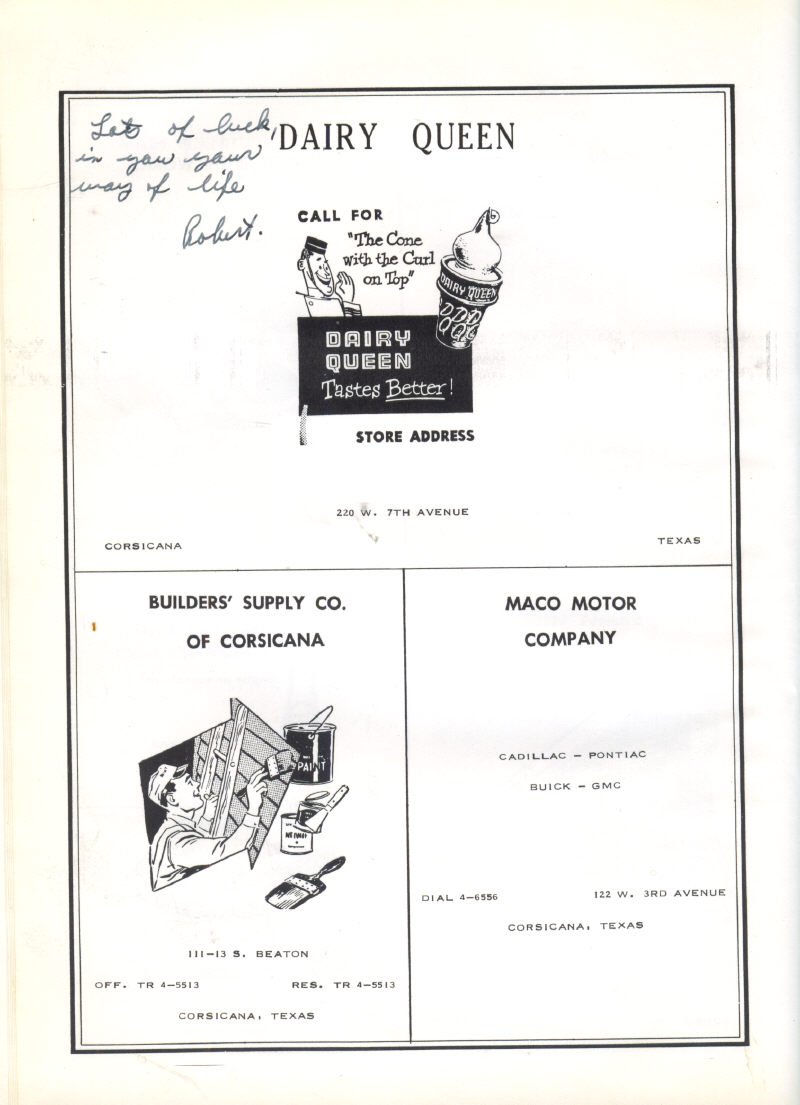 Lots of luck,
in you your
way of life
Robert.
DAIRY QUEEN
CALL FOR
"The Cone
with the Curl
on Top"
DAIRY QUEEN
DAIRY
QUEEN
Tastes Better!
STORE ADDRESS
220 W. 7TH AVENUE
CORSICANA
TEXAS
BUILDERS' SUPPLY CO.
OF CORSICANA
PAINT
111-13 S. BEATON
OFF. TR 4-5513
RES. TR 4-5513
CORSICANA, TEXAS
MACO MOTOR
COMPANY
CADILLAC - PONTIAC
BUICK - GMC
DIAL 4-6556
122 W. 3RD AVENUE
CORSICANA, TEXAS